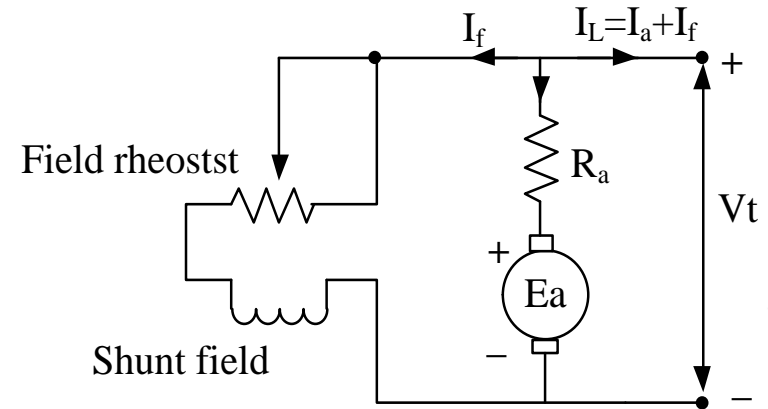 I_f
I_L=I_a+I_f
+
Field rheostst
R_a
Vt
+
Ea
−
Shunt field
−